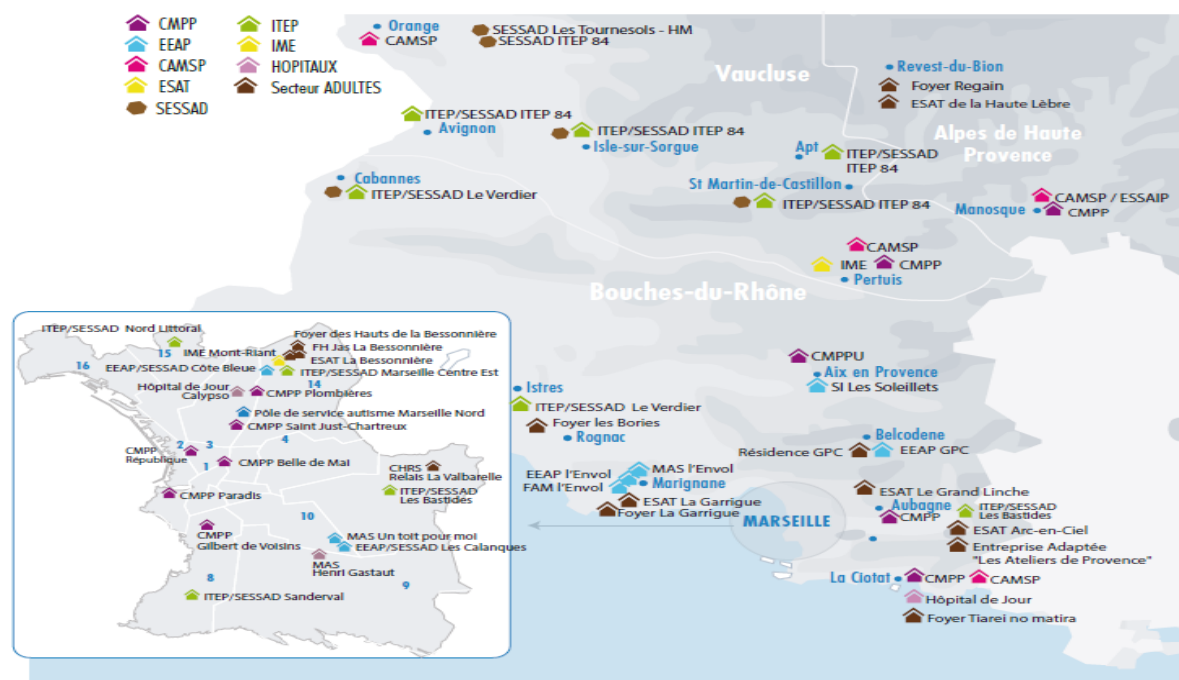 CMPP
EEAP
CAMSP
ESAT
SESSAD
ITEP
IME
HOPITAUX
Secteur ADULTES
Orange
CAMSP
SESSAD Les Tournesols - HM
SESSAD ITEP 84
Vaucluse
Revest-du-Bion
Foyer Regain
ESAT de la Haute Lèbre
ITEP/SESSAD ITEP 84
Avignon
ITEP/SESSAD ITEP 84
Isle-sur-Sorgue
Apt
ITEP/SESSAD
ITEP 84
Alpes de Haute
Provence
Cabannes
ITEP/SESSAD Le Verdier
St Martin-de-Castillon
ITEP/SESSAD ITEP 84
Manosque
CAMSP / ESSAIP
CMPP
CAMSP
IME
CMPP
Pertuis
Bouches-du-Rhône
CMPPU
Aix en Provence
SI Les Soleillets
Istres
ITEP/SESSAD Le Verdier
Foyer les Bories
Rognac
Belcodene
Résidence GPC
EEAP GPC
EEAP l'Envol
MAS l'Envol
FAM l'Envol
Marignane
ESAT La Garrigue
Foyer La Garrigue
MARSEILLE
ESAT Le Grand Linche
Aubagne
CMPP
ITEP/SESSAD
Les Bastides
ESAT Arc-en-Ciel
Entreprise Adaptée
"Les Ateliers de Provence"
La Ciotat
CMPP
CAMSP
Hôpital de Jour
Foyer Tiarei no matira
ITEP/SESSAD Nord Littoral
Foyer des Hauts de la Bessonnière
15
IME Mont-Riant
FH Jas La Bessonière
16
ESAT La Bessonnière
EEAP/SESSAD Côte Bleue
ITEP/SESSAD Marseille Centre Est
14
Hôpital de Jour
Calypso
CMPP Plombières
Pôle de service autisme Marseille Nord
CMPP Saint Just-Chartreux
2
3
4
CMPP
République
1
CMPP Belle de Mai
CHRS
Relais La Valbarelle
CMPP Paradis
ITEP/SESSAD
Les Bastides
10
CMPP
Gilbert de Voisins
MAS Un toit pour moi
EEAP/SESSAD Les Calanques
MAS
Henri Gastaut
8
9
ITEP/SESSAD Sanderval